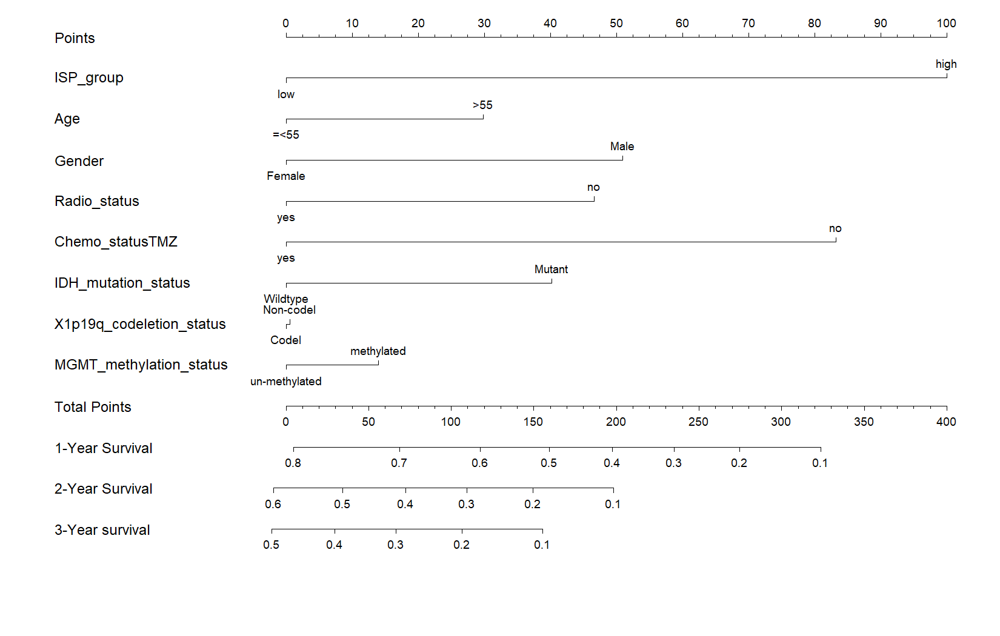 0 10 20 30 40 50 60 70 80 90 100
Points
high
ISP_group
low
>55
Age
=<55
Male
Gender
Female
no
Radio_status
yes
no
Chemo_statusTMZ
yes
Mutant
IDH_mutation_status
Wildtype
Non-codel
X1p19q_codeletion_status
Codel
methylated
MGMT_methylation_status
un-methylated
Total Points
0 50 100 150 200 250 300 350 400
1-Year Survival
0.8 0.7 0.6 0.5 0.4 0.3 0.2 0.1
2-Year Survival
0.6 0.5 0.4 0.3 0.2 0.1
3-Year survival
0.5 0.4 0.3 0.2 0.1